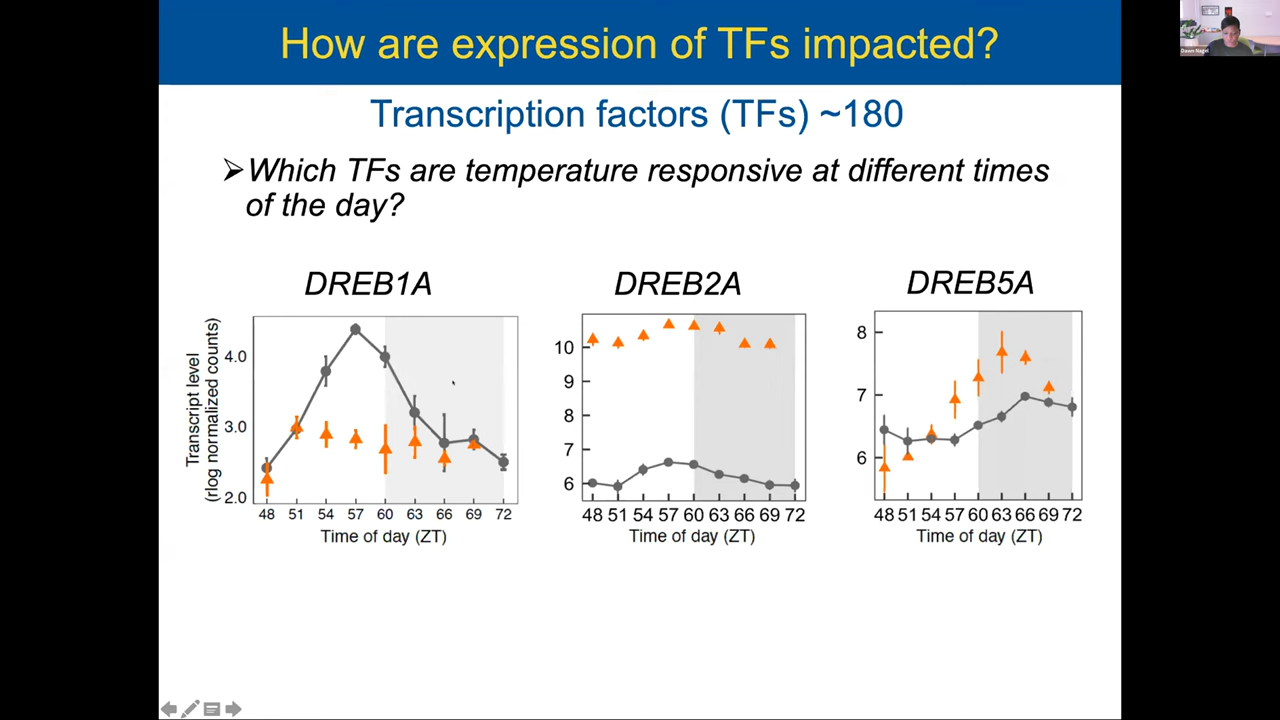 How are expression of TFs impacted?
Transcription factors (TFs) ~180
➢Which TFs are temperature responsive at different times
of the day?
DREB1A
DREB2A
DREB5A
Transcript level
(rlog normalized counts)
4.0
3.0
2.0
48 51 54 57 60 63 66 69 72
Time of day (ZT)
10
9
8
7
6
48 51 54 57 60 63 66 69 72
Time of day (ZT)
8
7
6
48 51 54 57 60 63 66 69 72
Time of day (ZT)
Dawn Nagel